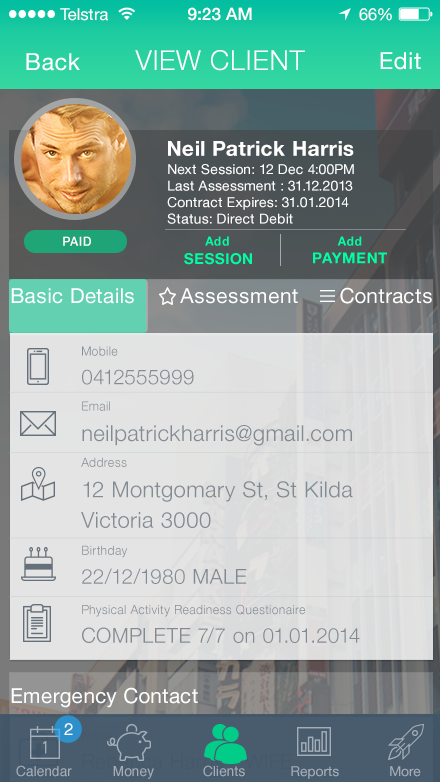 Telstra 9:23 AM 66%
Back VIEW CLIENT Edit
Neil Patrick Harris
Next Session: 12 Dec 4:00PM
Last Assessment : 31.12.2013
Contract Expires: 31.01.2014
Status: Direct Debit
PAID
Add
SESSION
Add
PAYMENT
Basic Details Assessment Contracts
Mobile
0412555999
Email
neilpatrickharris@gmail.com
Address
12 Montgomary St, St Kilda
Victoria 3000
Birthday
22/12/1980 MALE
Physical Activity Readiness Questionaire
COMPLETE 7/7 on 01.01.2014
Emergency Contact
1
2
Calendar Money Clients Reports More